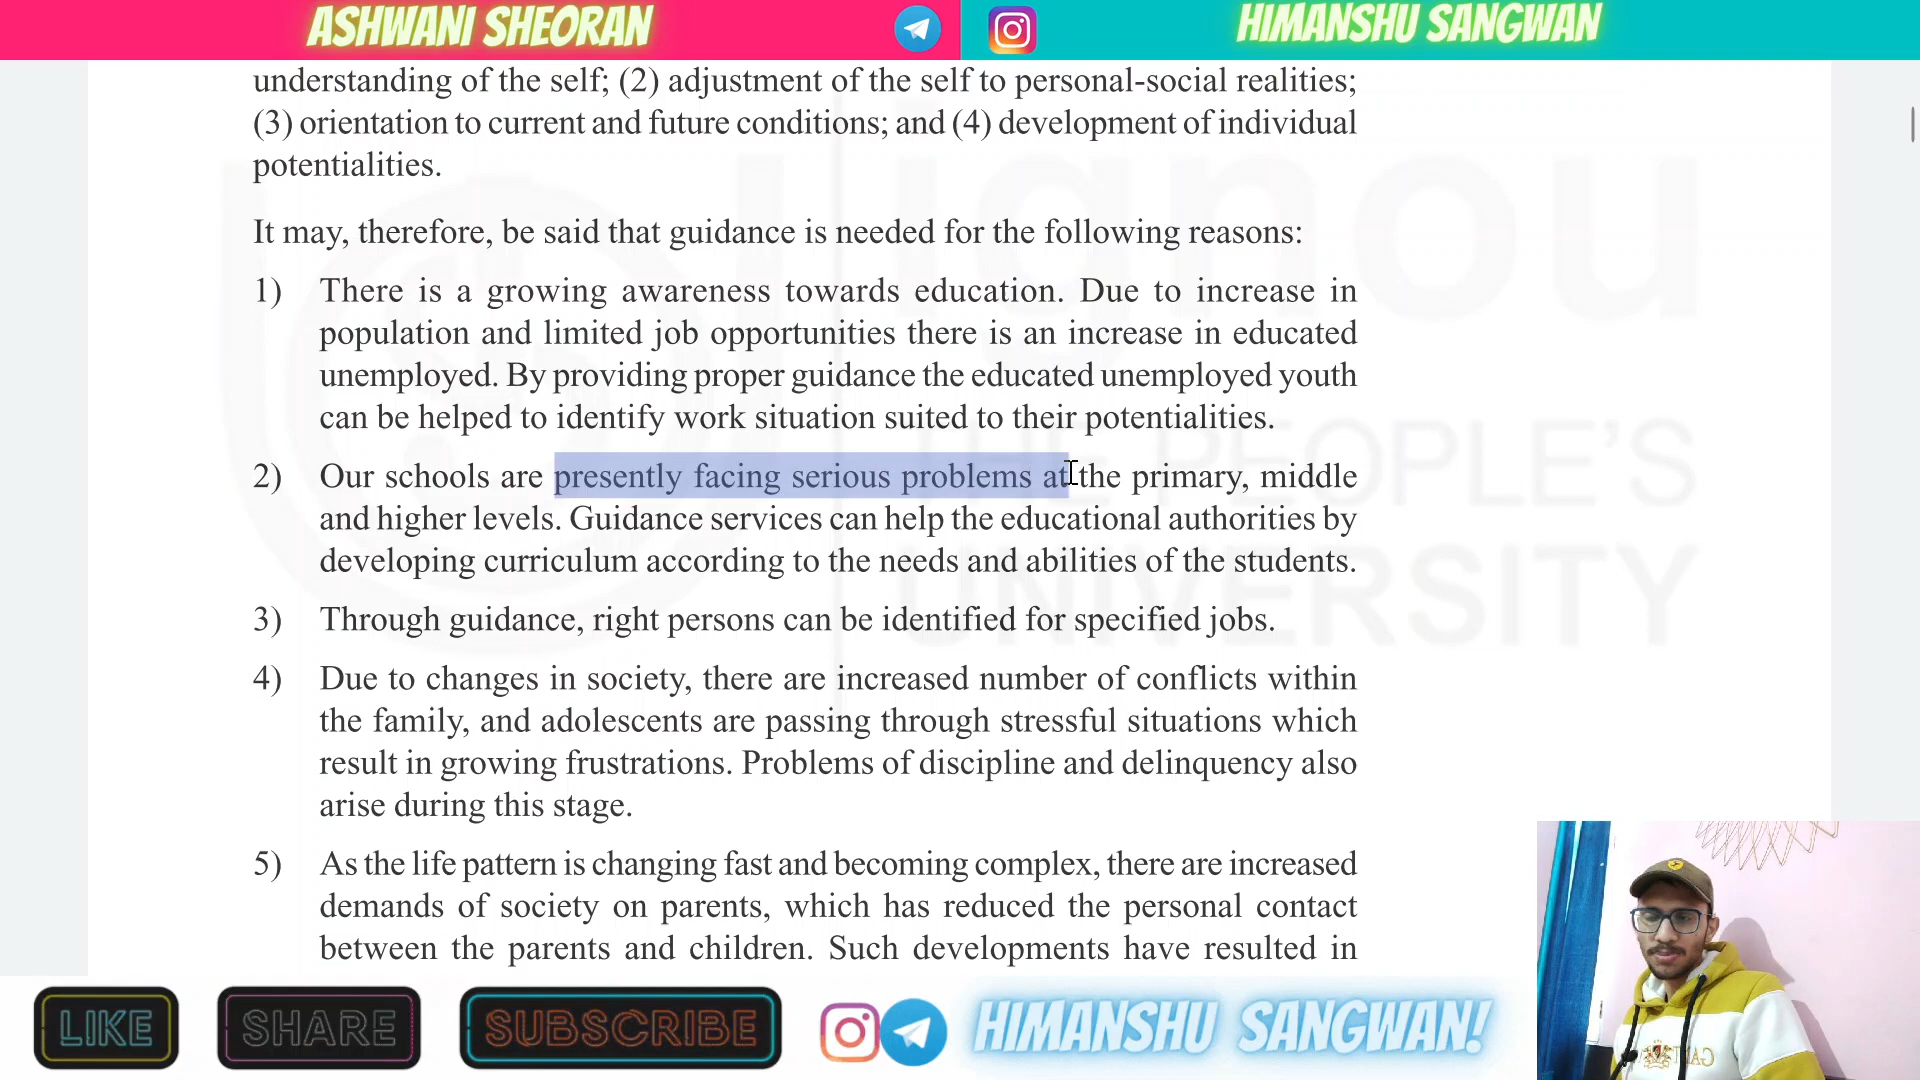 ASHWANI SHEORAN
HIMANSHU SANGWAN
understanding of the self; (2) adjustment of the self to personal-social realities;
(3) orientation to current and future conditions; and (4) development of individual
potentialities.
It may, therefore, be said that guidance is needed for the following reasons:
1) There is a growing awareness towards education. Due to increase in
population and limited job opportunities there is an increase in educated
unemployed. By providing proper guidance the educated unemployed youth
can be helped to identify work situation suited to their potentialities.
2) Our schools are presently facing serious problems at the primary, middle
and higher levels. Guidance services can help the educational authorities by
developing curriculum according to the needs and abilities of the students.
3) Through guidance, right persons can be identified for specified jobs.
4) Due to changes in society, there are increased number of conflicts within
the family, and adolescents are passing through stressful situations which
result in growing frustrations. Problems of discipline and delinquency also
arise during this stage.
5) As the life pattern is changing fast and becoming complex, there are increased
demands of society on parents, which has reduced the personal contact
between the parents and children. Such developments have resulted in
ignou
THE PEOPLE'S
UNIVERSITY
LIKE
SHARE
SUBSCRIBE
HIMANSHU SANGWAN!